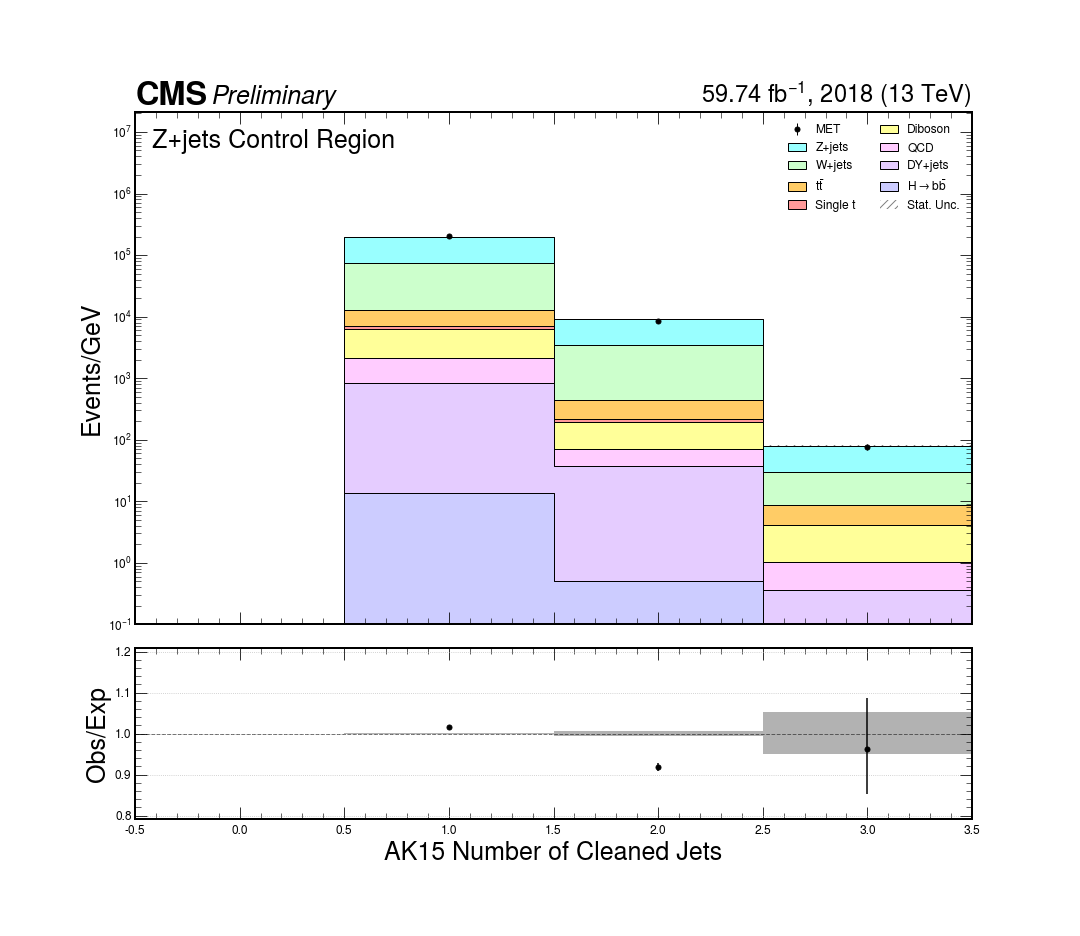 CMS Preliminary
59.74 fb⁻¹, 2018 (13 TeV)
Z+jets Control Region
MET
Z+jets
W+jets
tt̄
Single t
Diboson
QCD
DY+jets
H→bb̄
Stat. Unc.
Events/GeV
10⁷
10⁶
10⁵
10⁴
10³
10²
10¹
10⁰
10⁻¹
Obs/Exp
1.2
1.1
1.0
0.9
0.8
-0.5 0.0 0.5 1.0 1.5 2.0 2.5 3.0 3.5
AK15 Number of Cleaned Jets